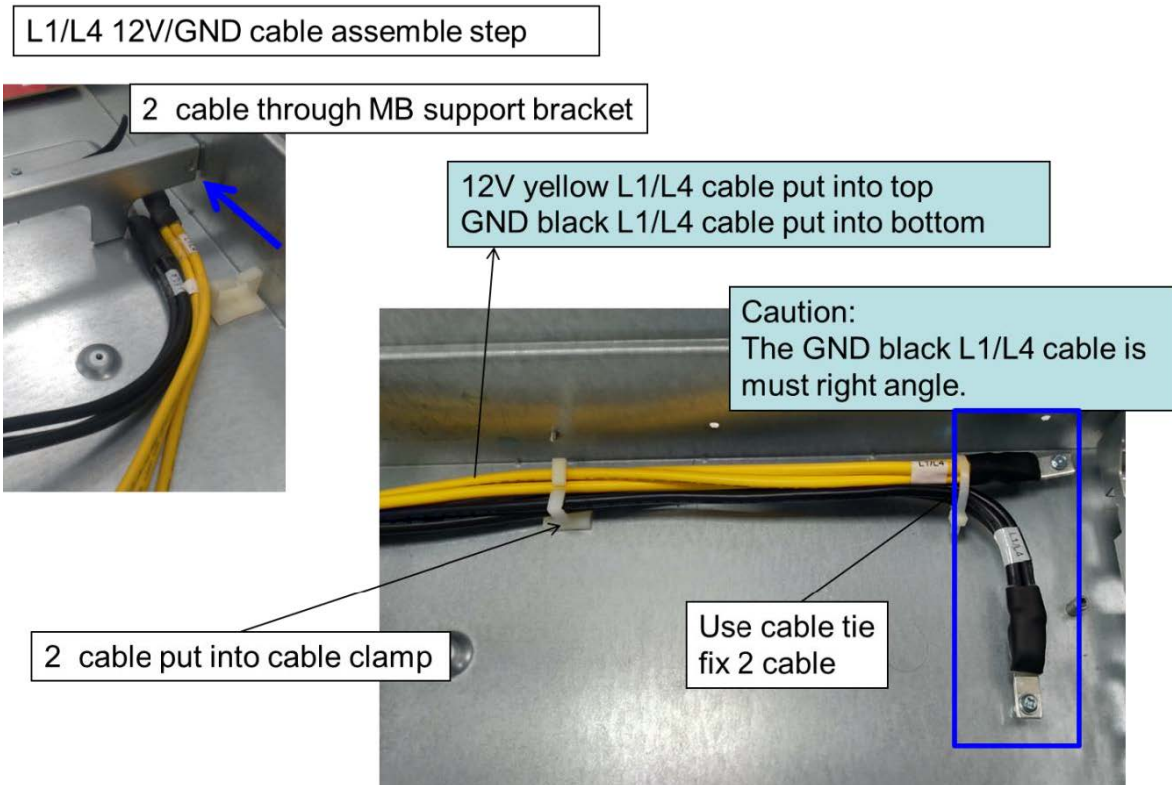 L1/L4 12V/GND cable assemble step
2 cable through MB support bracket
12V yellow L1/L4 cable put into top
GND black L1/L4 cable put into bottom
Caution:
The GND black L1/L4 cable is
must right angle.
L1/L4
L1/L4
Use cable tie
fix 2 cable
2 cable put into cable clamp